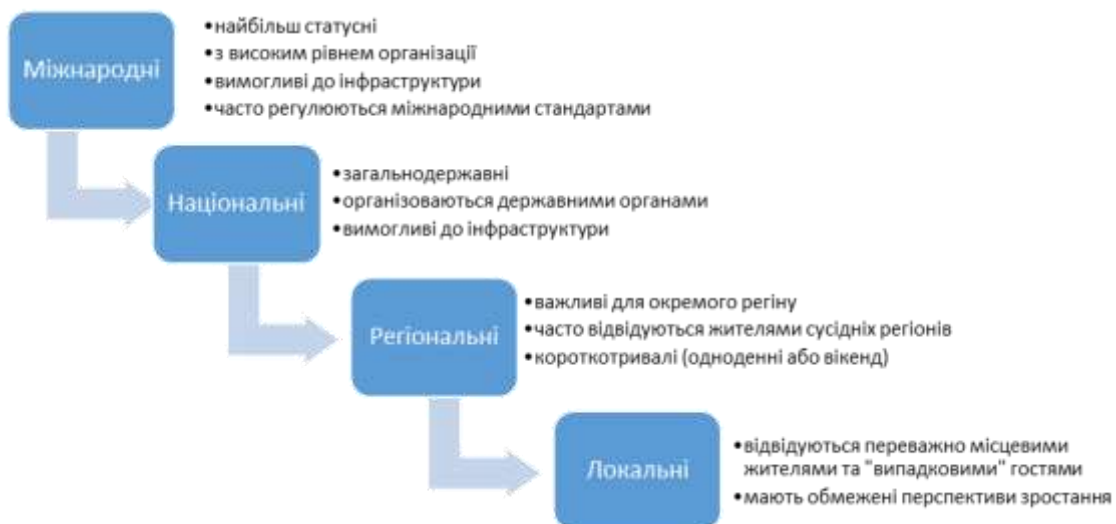 Міжнародні
•найбільш статусні
•з високим рівнем організації
•вимогливі до інфраструктури
•часто регулюються міжнародними стандартами
Національні
•загальнодержавні
•організоваються державними органами
•вимогливі до інфраструктури
Регіональні
•важливі для окремого регіну
•часто відвідуються жителями сусідніх регіонів
•короткотривалі (одноденні або вікенд)
Локальні
•відвідуються переважно місцевими
жителями та "випадковими" гостями
•мають обмежені перспективи зростання